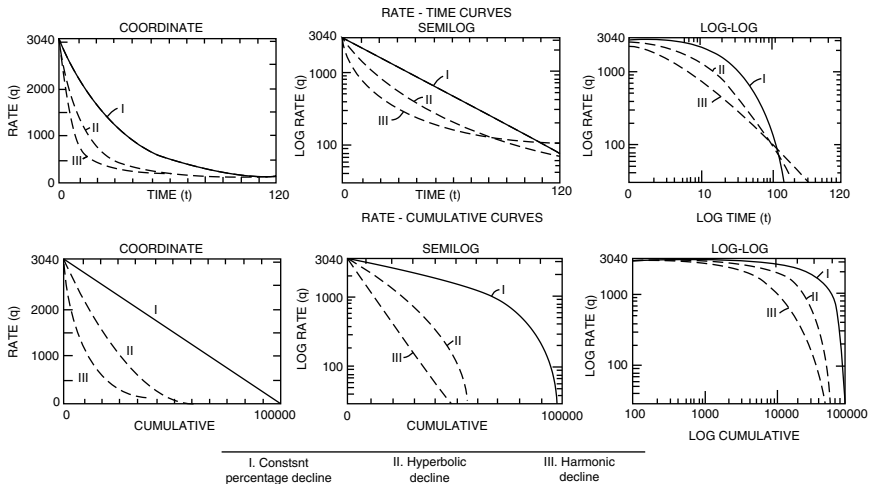 RATE - TIME CURVES
COORDINATE
SEMILOG
LOG-LOG
RATE (q)
3040
2000
1000
0
I
II
III
TIME (t)
120
LOG RATE (q)
3040
1000
100
I
II
III
0
TIME (t)
120
LOG RATE (q)
3040
1000
100
I
II
III
0
10
100
120
LOG TIME (t)
RATE - CUMULATIVE CURVES
COORDINATE
SEMILOG
LOG-LOG
RATE (q)
3040
2000
1000
0
I
II
III
0
100000
CUMULATIVE
LOG RATE (q)
3040
1000
100
I
II
III
0
100000
CUMULATIVE
LOG RATE (q)
3040
1000
100
I
II
III
100
1000
10000
100000
LOG CUMULATIVE
I. Constsnt
percentage decline
II. Hyperbolic
decline
III. Harmonic
decline